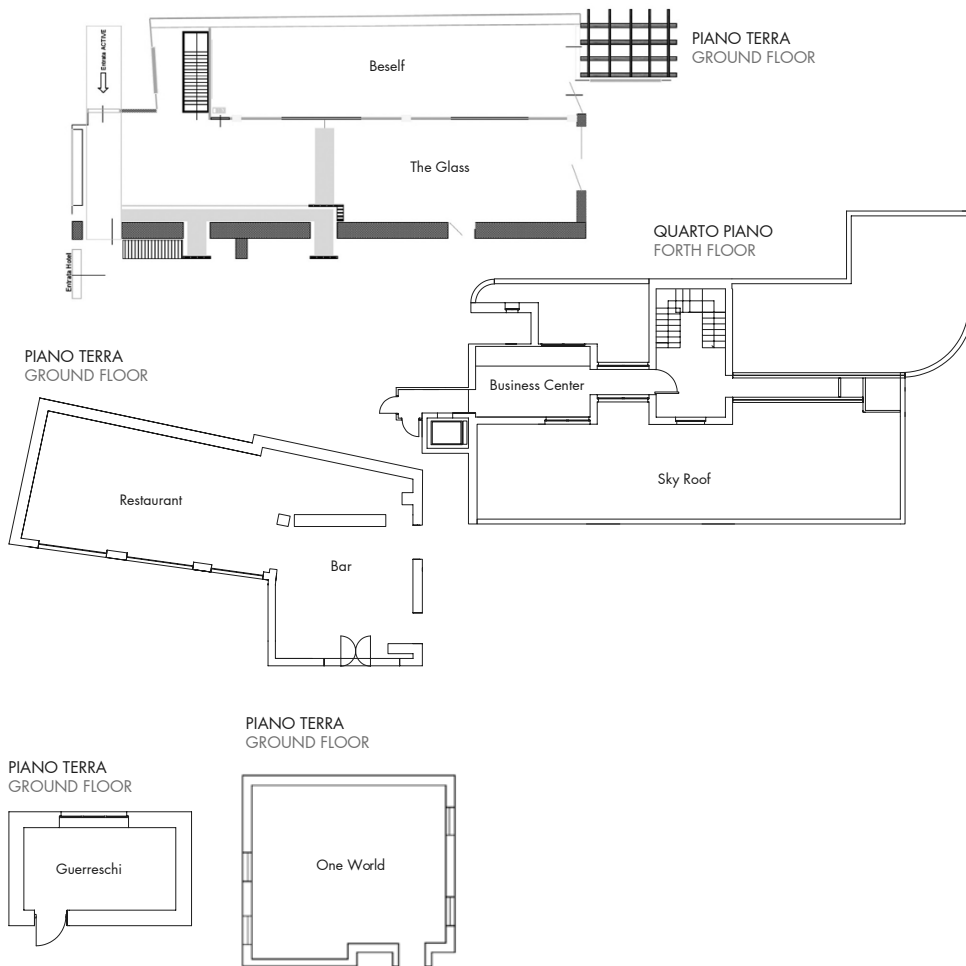 PIANO TERRA
GROUND FLOOR
Entrata ACTIVE
Beself
The Glass
Entrata Hotel
QUARTO PIANO
FORTH FLOOR
Business Center
Sky Roof
PIANO TERRA
GROUND FLOOR
Restaurant
Bar
PIANO TERRA
GROUND FLOOR
One World
PIANO TERRA
GROUND FLOOR
Guerreschi